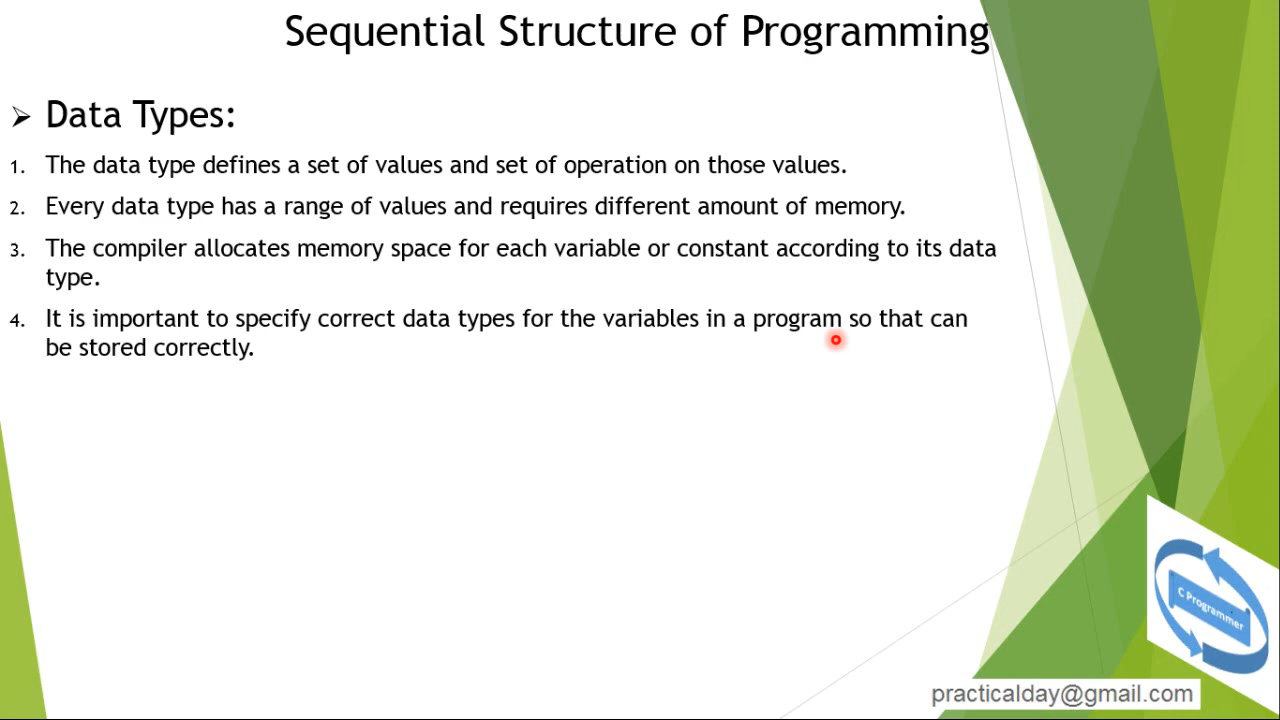 Sequential Structure of Programming
Data Types:
1. The data type defines a set of values and set of operation on those values.
2. Every data type has a range of values and requires different amount of memory.
3. The compiler allocates memory space for each variable or constant according to its data
type.
4. It is important to specify correct data types for the variables in a program so that can
be stored correctly.
C Programmer
practicalday@gmail.com